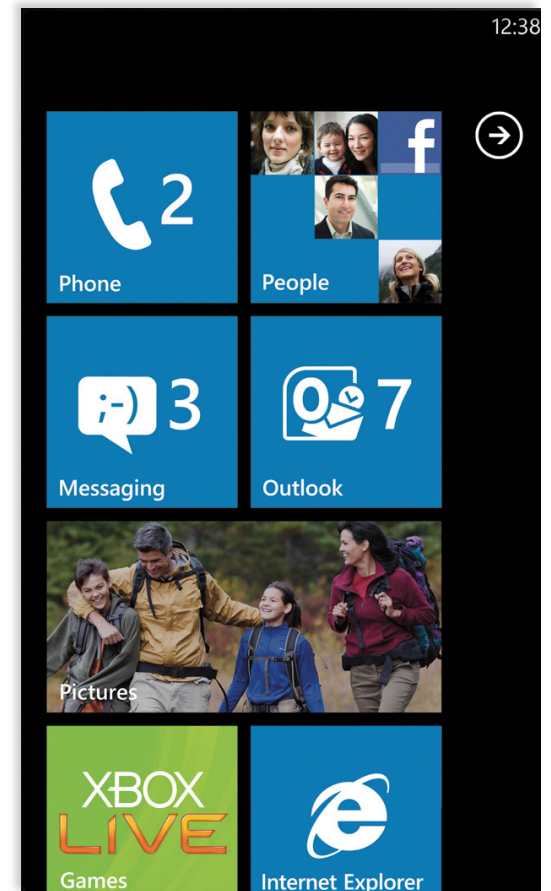 12:38
2
Phone
f
People
;-) 3
Messaging
O 7
Outlook
Pictures
XBOX
LIVE
Games
e
Internet Explorer